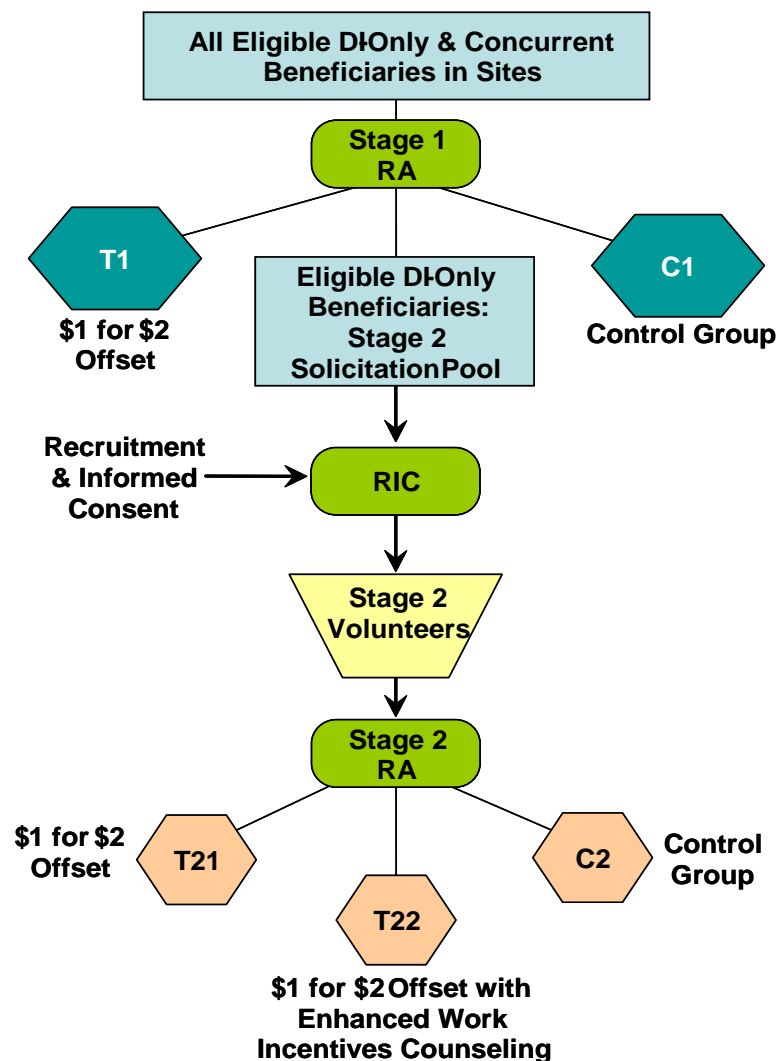 All Eligible DI-Only & Concurrent
Beneficiaries in Sites
Stage 1
RA
T1
$1 for $2
Offset
Eligible DI-Only
Beneficiaries:
Stage 2
Solicitation Pool
C1
Control Group
Recruitment
& Informed
Consent
RIC
Stage 2
Volunteers
Stage 2
RA
$1 for $2
Offset
T21
T22
$1 for $2 Offset with
Enhanced Work
Incentives Counseling
C2
Control
Group